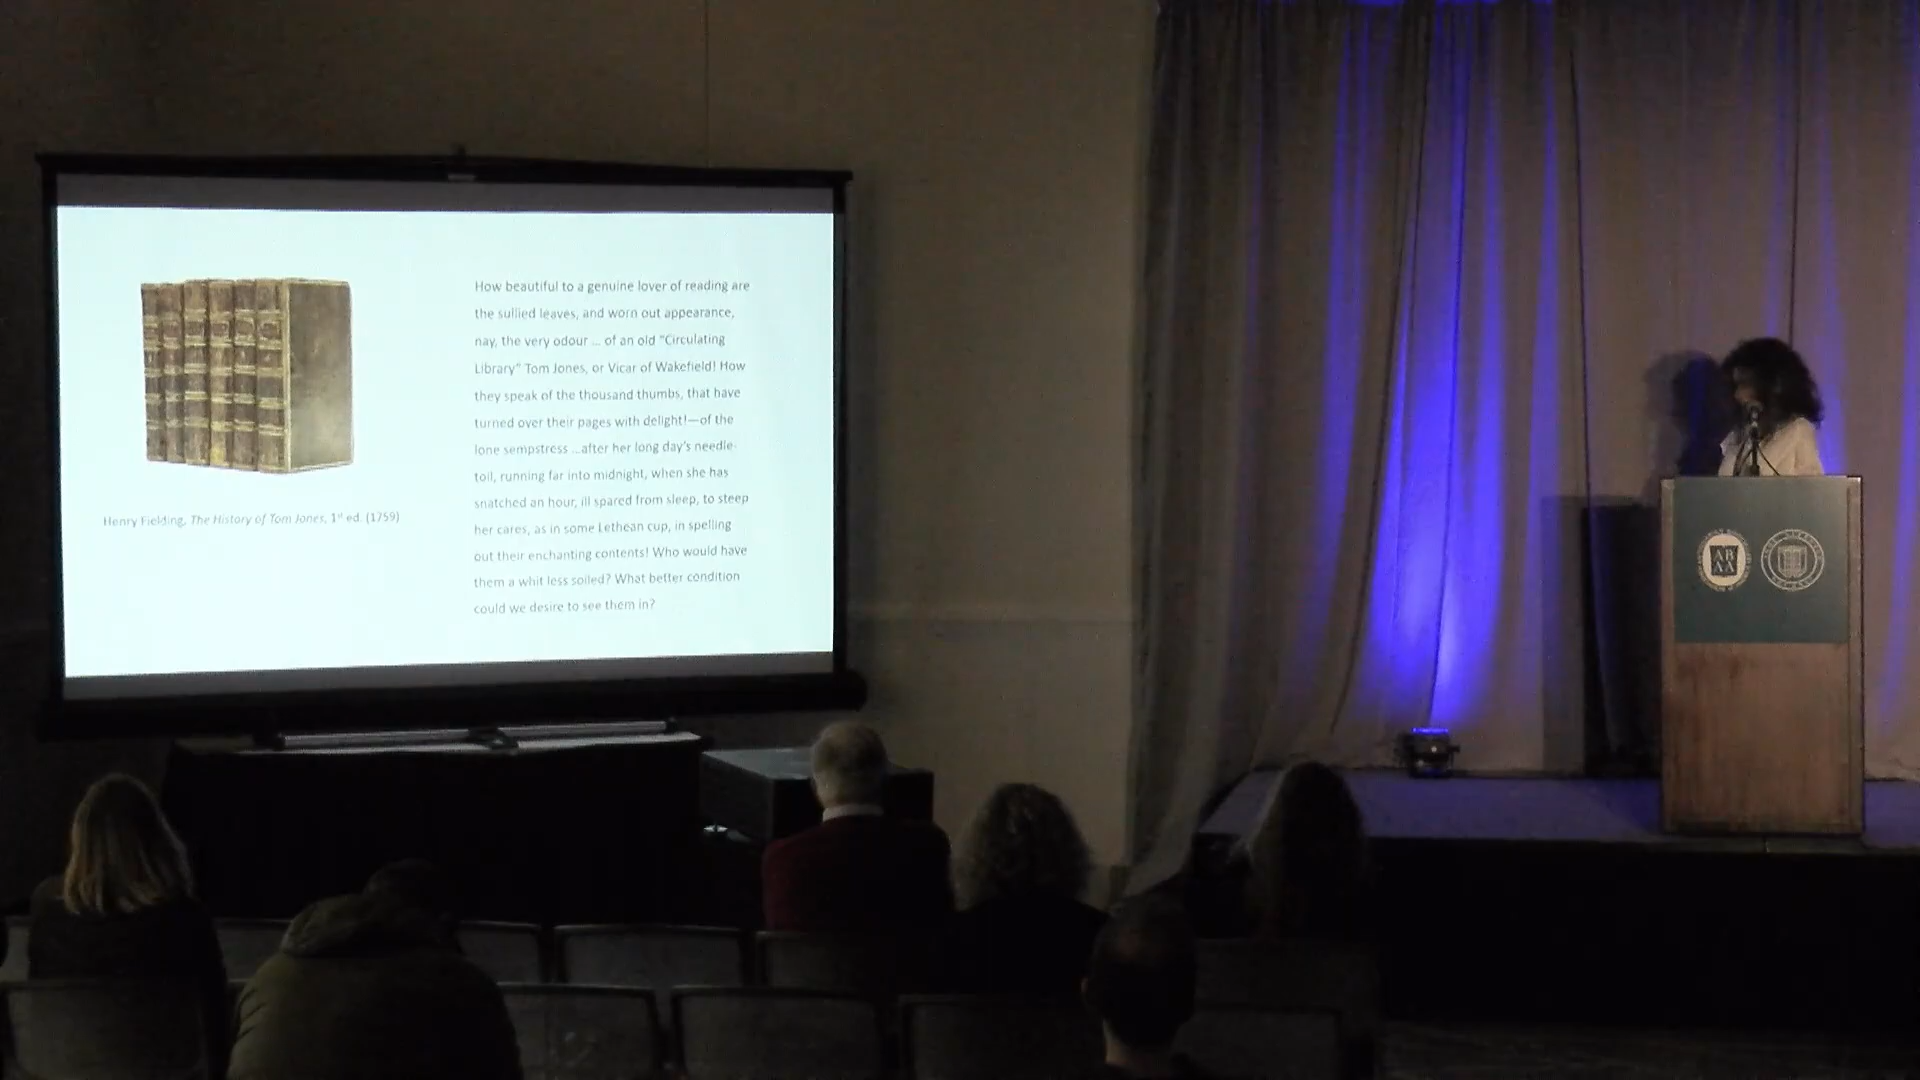 How beautiful to a genuine lover of reading are
the sullied leaves, and worn out appearance,
nay, the very odour ... of an old "Circulating
Library" Tom Jones, or Vicar of Wakefield! How
they speak of the thousand thumbs, that have
turned over their pages with delight!—of the
lone sempstress ...after her long day's needle-
toil, running far into midnight, when she has
snatched an hour, ill spared from sleep, to steep
her cares, as in some Lethean cup, in spelling
out their enchanting contents! Who would have
them a whit less soiled? What better condition
could we desire to see them in?
Henry Fielding, The History of Tom Jones, 1st ed. (1759)
AB
AA